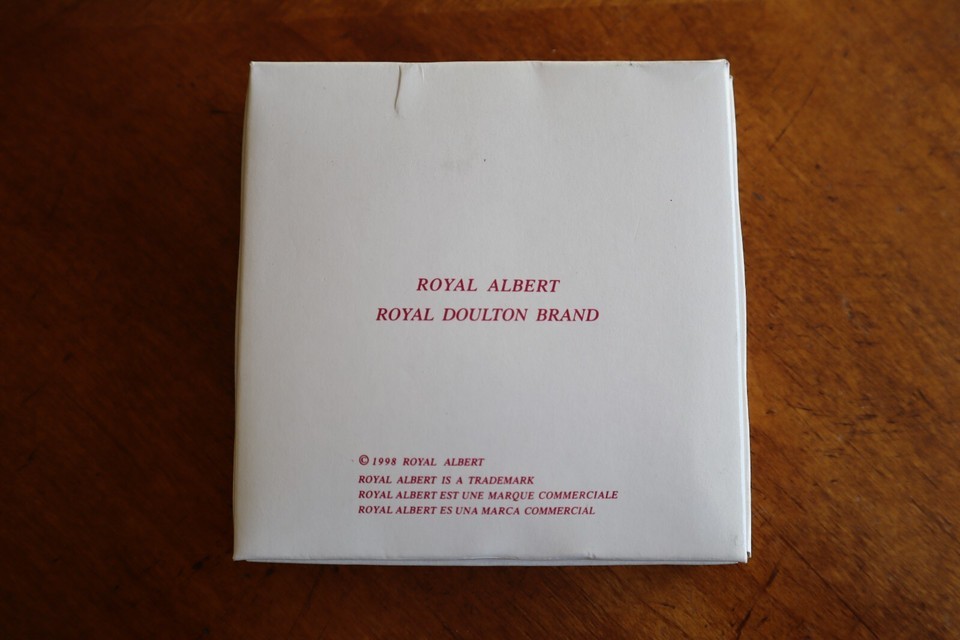 ROYAL ALBERT
ROYAL DOULTON BRAND
© 1998 ROYAL ALBERT
ROYAL ALBERT IS A TRADEMARK
ROYAL ALBERT EST UNE MARQUE COMMERCIALE
ROYAL ALBERT ES UNA MARCA COMMERCIAL